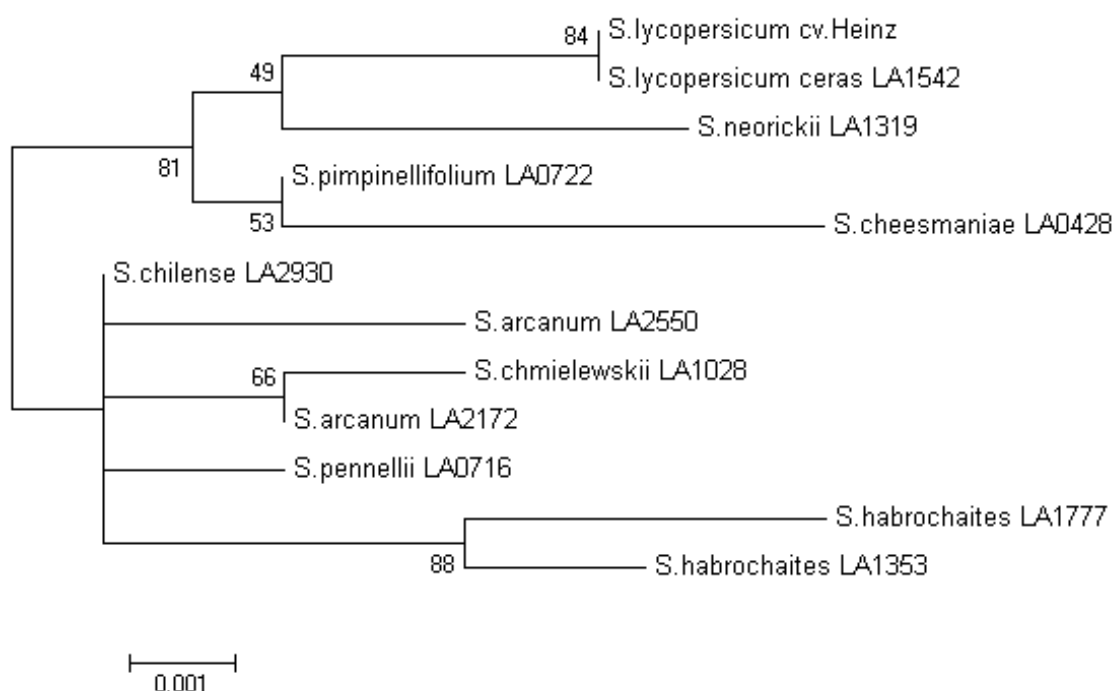 84
S.lycopersicum cv.Heinz
49
S.lycopersicum ceras LA1542
S.neorickii LA1319
81
S.pimpinellifolium LA0722
53
S.cheesmaniae LA0428
S.chilense LA2930
S.arcanum LA2550
66
S.chmielewskii LA1028
S.arcanum LA2172
S.pennellii LA0716
S.habrochaites LA1777
88
S.habrochaites LA1353
0.001